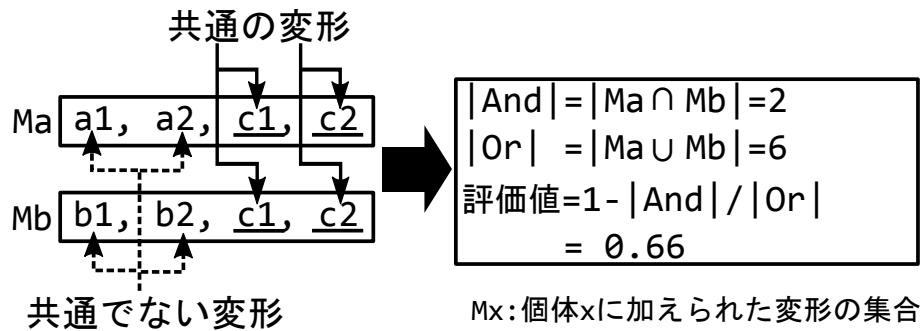 共通の変形
Ma a1, a2, c1, c2
Mb b1, b2, c1, c2
共通でない変形
|And|=|Ma∩Mb|=2
|Or| =|Ma∪Mb|=6
評価値=1-|And|/|Or|
= 0.66
Mx:個体xに加えられた変形の集合